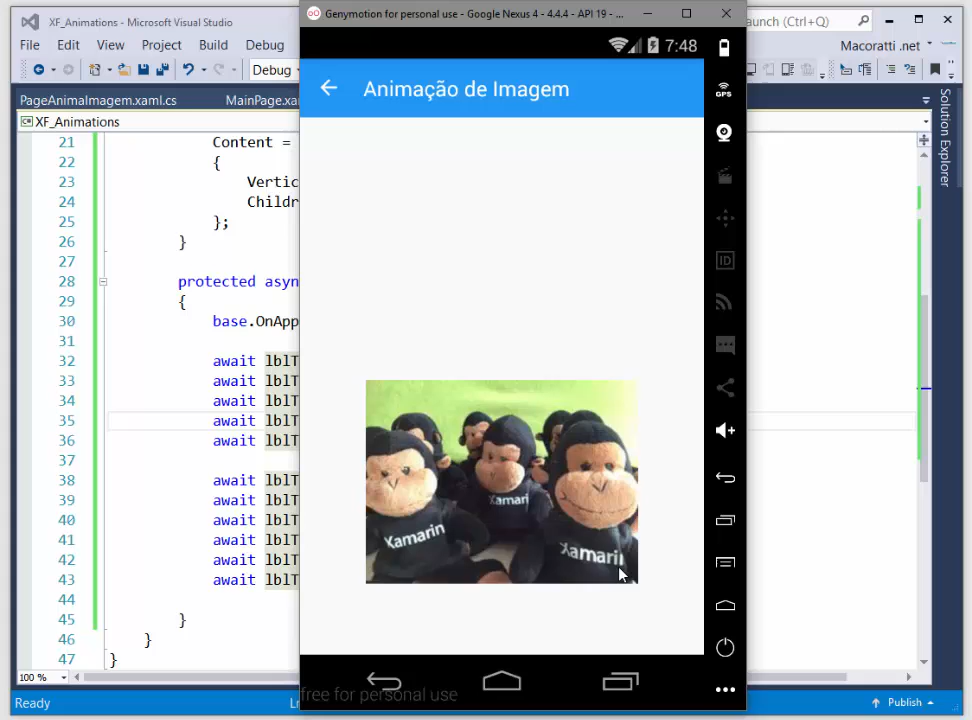 XF_Animations - Microsoft Visual Studio
aunch (Ctrl+Q)
File Edit View Project Build Debug
Macoratti .net
Debug
PageAnimaImagem.xaml.cs MainPage.xa
XF_Animations
Solution Explorer
21 Content =
22 {
23 Vertic
24 Childr
25 };
26 }
27
28 protected asyn
29 {
30 base.OnApp
31
32 await lblT
33 await lblT
34 await lblT
35 await lblT
36 await lblT
37
38 await lblT
39 await lblT
40 await lblT
41 await lblT
42 await lblT
43 await lblT
44
45 }
46 }
47 }
100 %
Ready
Publish
Genymotion for personal use - Google Nexus 4 - 4.4.4 - API 19 - ...
7:48
Animação de Imagem
GPS
ID
Xamarin
Xamarin
Xamarin
free for personal use